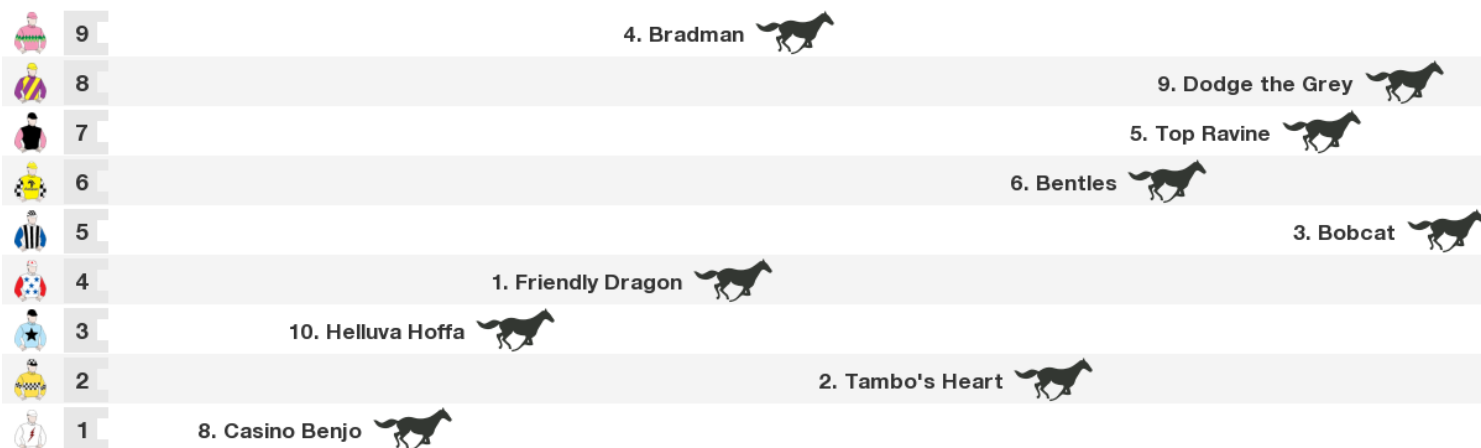 9 4. Bradman
8 9. Dodge the Grey
7 5. Top Ravine
6 6. Bentles
5 3. Bobcat
4 1. Friendly Dragon
3 10. Helluva Hoffa
2 2. Tambo's Heart
1 8. Casino Benjo